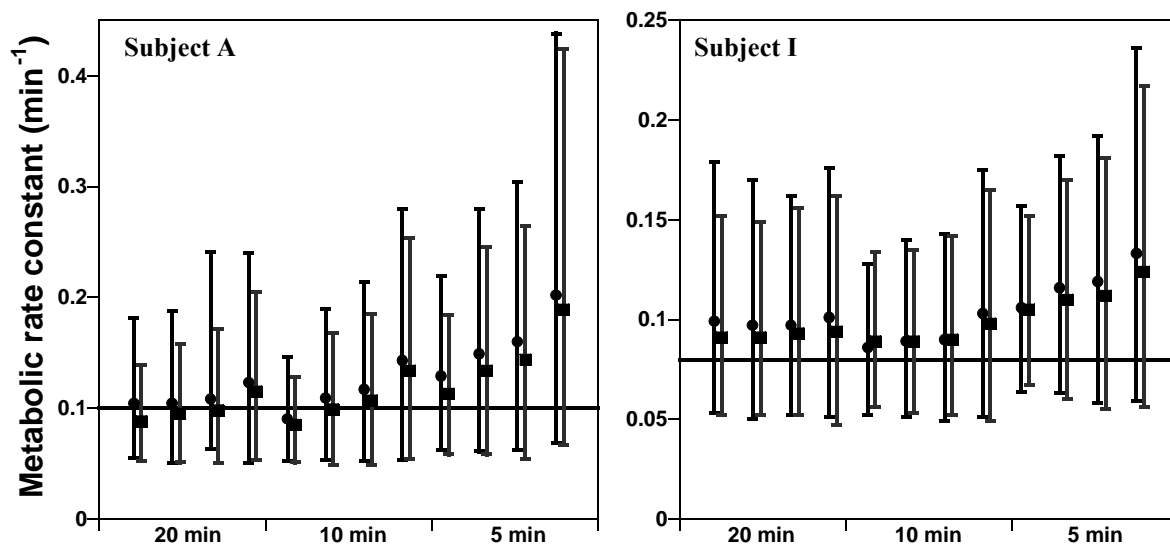 Metabolic rate constant (min⁻¹)
Subject A
0.4
0.3
0.2
0.1
0
20 min
10 min
5 min
Subject I
0.25
0.2
0.15
0.1
0.05
0
20 min
10 min
5 min